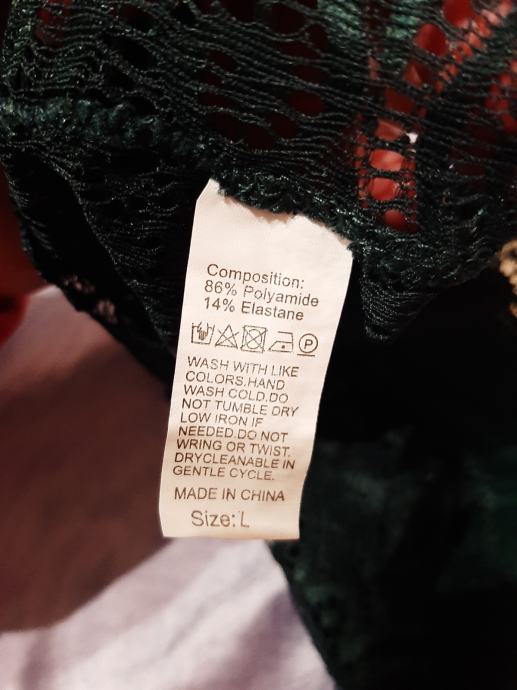 Composition:
86% Polyamide
14% Elastane
P
WASH WITH LIKE
COLORS.HAND
WASH COLD.DO
NOT TUMBLE DRY
LOW IRON IF
NEEDED.DO NOT
WRING OR TWIST.
DRYCLEANABLE IN
GENTLE CYCLE.
MADE IN CHINA
Size:L